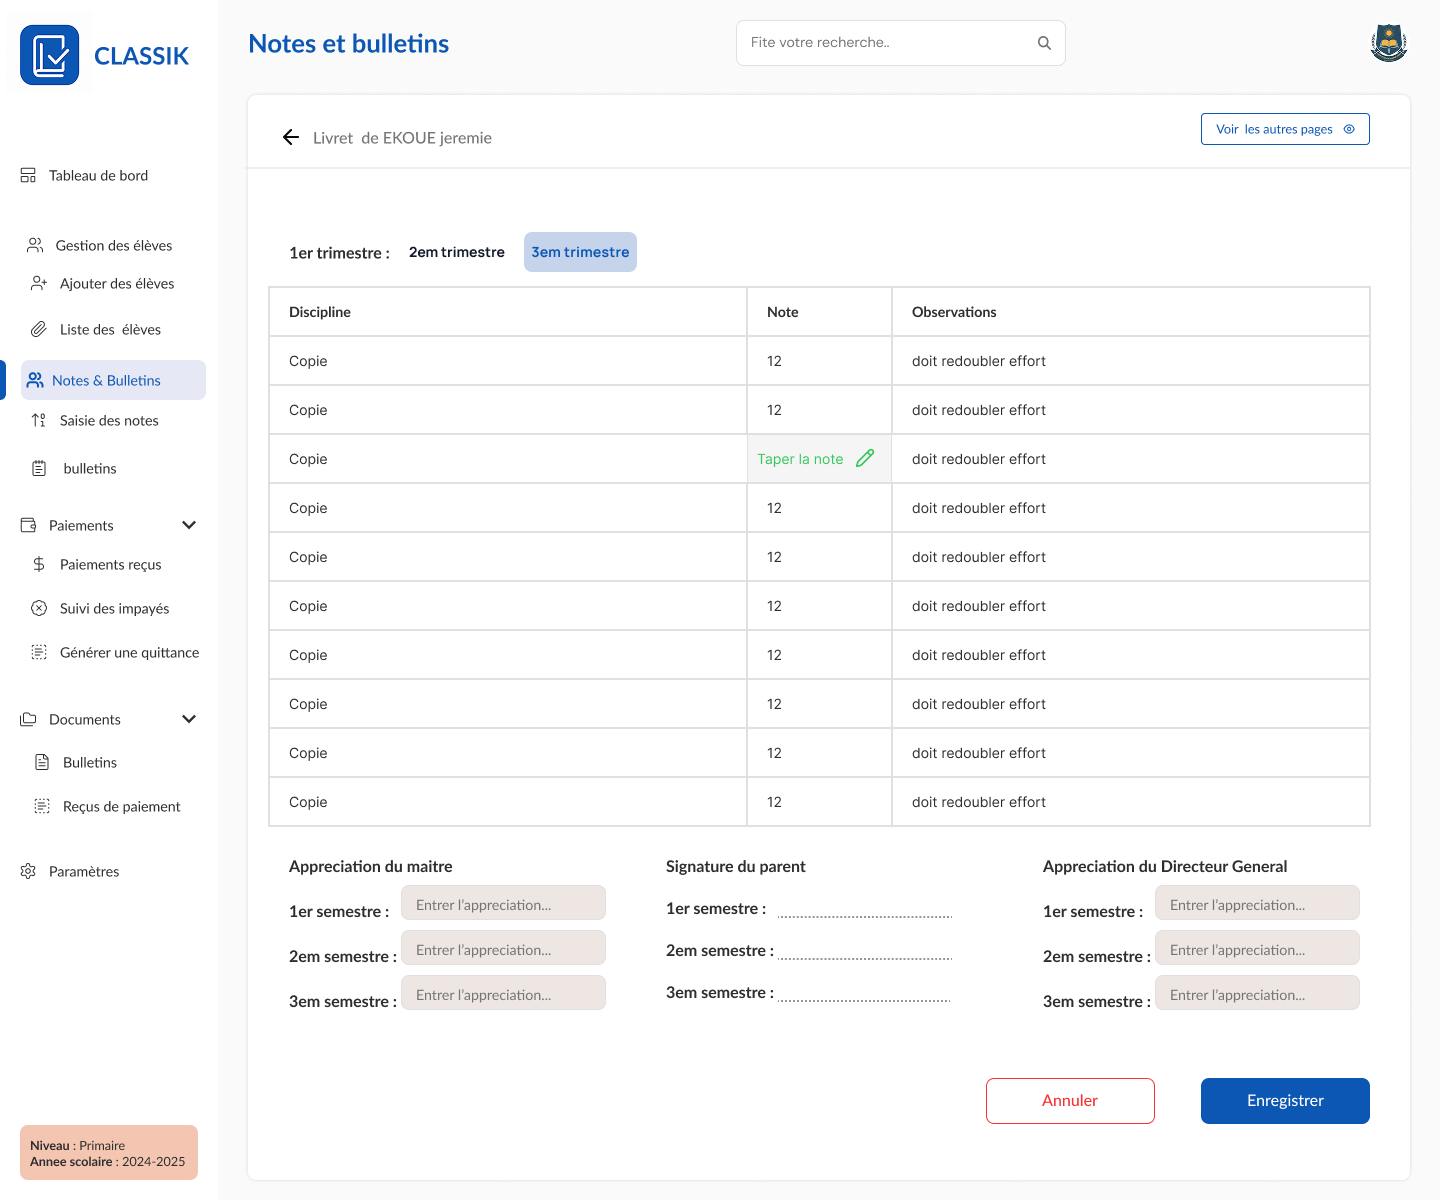 CLASSIK
Notes et bulletins
Fite votre recherche..
Livret  de EKOUE jeremie
Voir  les autres pages
Tableau de bord
Gestion des élèves
Ajouter des élèves
Liste des  élèves
Notes & Bulletins
Saisie des notes
bulletins
Paiements
Paiements reçus
Suivi des impayés
Générer une quittance
Documents
Bulletins
Reçus de paiement
Paramètres
Niveau : Primaire
Annee scolaire : 2024-2025
1er trimestre : 2em trimestre 3em trimestre
Discipline Note Observations
Copie 12 doit redoubler effort
Copie 12 doit redoubler effort
Copie Taper la note doit redoubler effort
Copie 12 doit redoubler effort
Copie 12 doit redoubler effort
Copie 12 doit redoubler effort
Copie 12 doit redoubler effort
Copie 12 doit redoubler effort
Copie 12 doit redoubler effort
Copie 12 doit redoubler effort
Appreciation du maitre
1er semestre : Entrer l'appreciation...
2em semestre : Entrer l'appreciation...
3em semestre : Entrer l'appreciation...
Signature du parent
1er semestre :
2em semestre :
3em semestre :
Appreciation du Directeur General
1er semestre : Entrer l'appreciation...
2em semestre : Entrer l'appreciation...
3em semestre : Entrer l'appreciation...
Annuler
Enregistrer